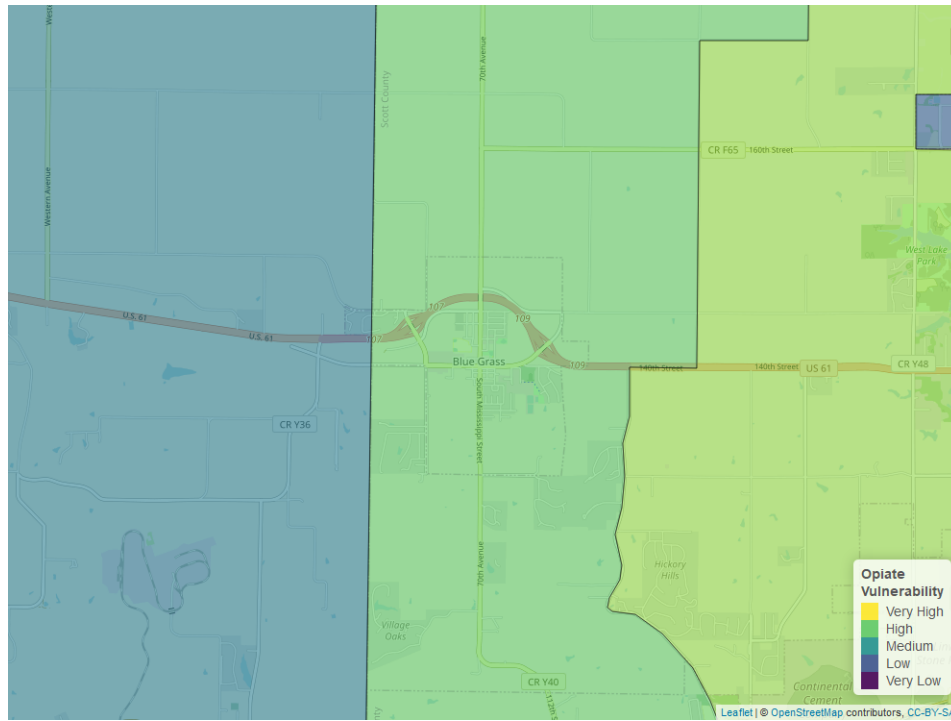 Western Avenue
Scott County
70th Avenue
CR F65
160th Street
West Lake
Park
U.S. 61
U.S. 61
107
107
109
109
Blue Grass
140th Street
140th Street
US 61
CR Y48
CR Y36
South Mississippi Street
70th Avenue
Hickory
Hills
Village
Oaks
CR Y40
112th S
Continental
Cement
Opiate
Vulnerability
Very High
High
Medium
Low
Very Low
Leaflet | © OpenStreetMap contributors, CC-BY-SA